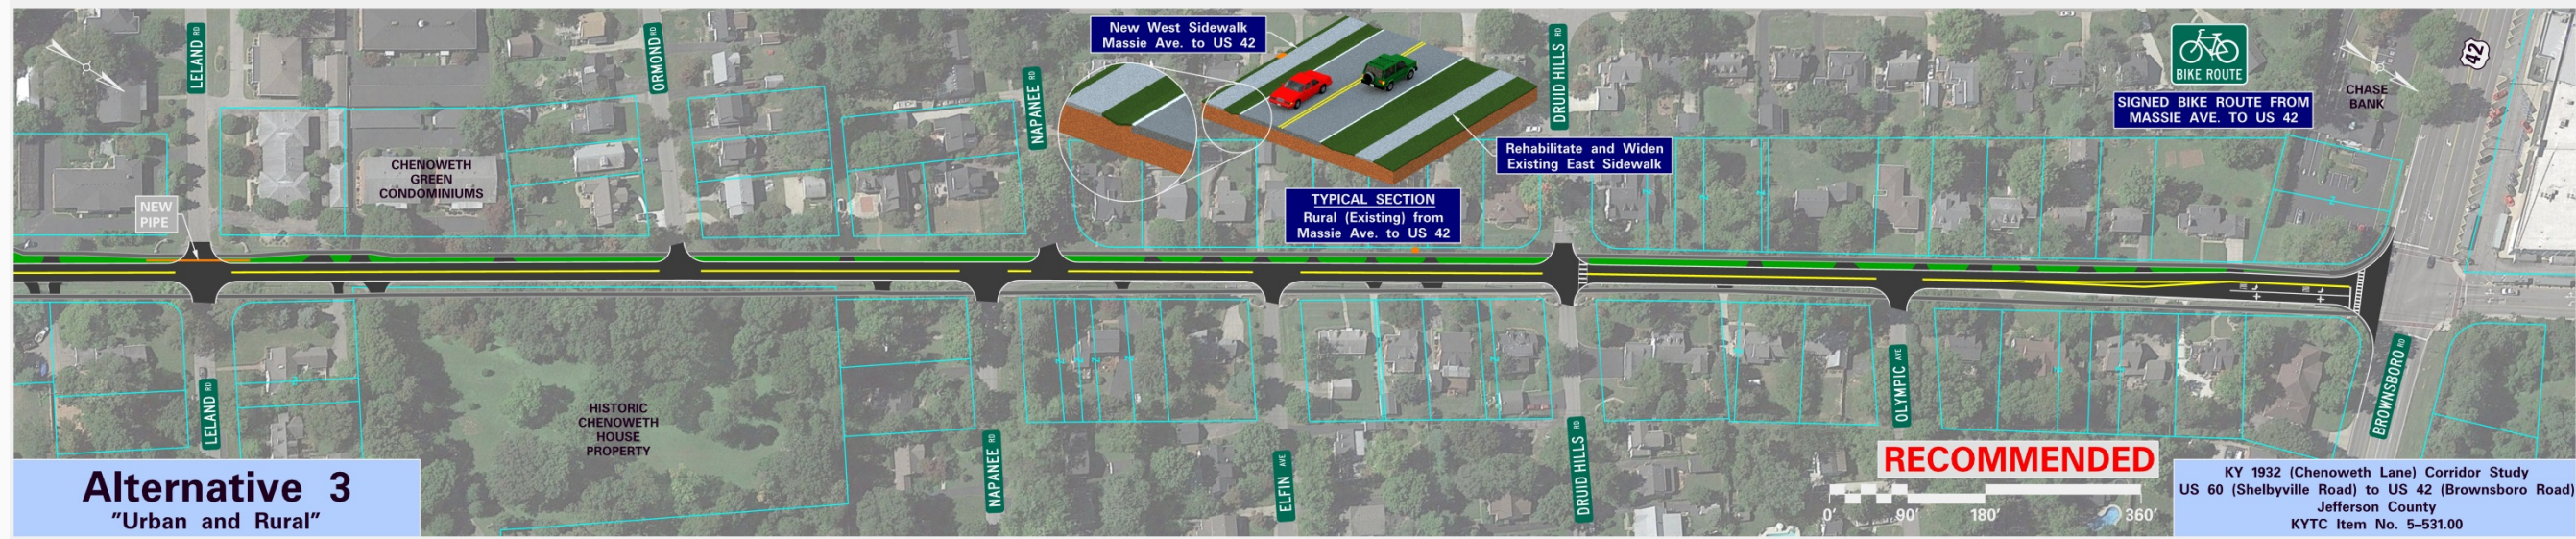 LELAND RD
ORMOND RD
NAPANEE RD
New West Sidewalk
Massie Ave. to US 42
DRUID HILLS RD
BIKE ROUTE
SIGNED BIKE ROUTE FROM
MASSIE AVE. TO US 42
CHASE
BANK
42
CHENOWETH
GREEN
CONDOMINIUMS
NEW
PIPE
Rehabilitate and Widen
Existing East Sidewalk
TYPICAL SECTION
Rural (Existing) from
Massie Ave. to US 42
LELAND RD
HISTORIC
CHENOWETH
HOUSE
PROPERTY
NAPANEE RD
ELFIN AVE
DRUID HILLS RD
OLYMPIC AVE
BROWNSBORO RD
Alternative 3
"Urban and Rural"
RECOMMENDED
0' 90' 180' 360'
KY 1932 (Chenoweth Lane) Corridor Study
US 60 (Shelbyville Road) to US 42 (Brownsboro Road)
Jefferson County
KYTC Item No. 5–531.00